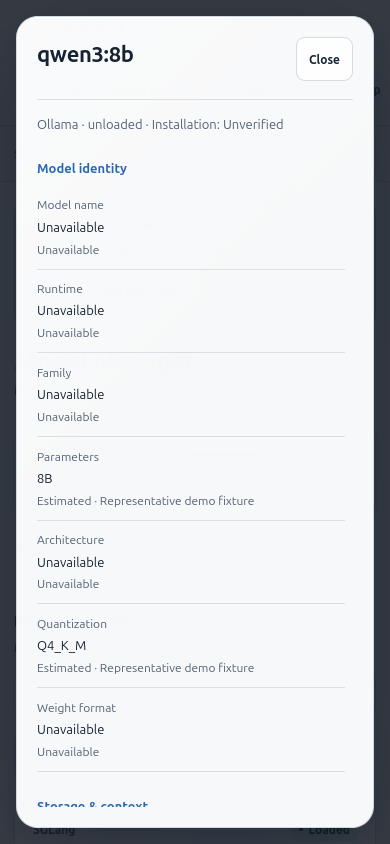 qwen3:8b
Close
Ollama · unloaded · Installation: Unverified
Model identity
Model name
Unavailable
Unavailable
Runtime
Unavailable
Unavailable
Family
Unavailable
Unavailable
Parameters
8B
Estimated · Representative demo fixture
Architecture
Unavailable
Unavailable
Quantization
Q4_K_M
Estimated · Representative demo fixture
Weight format
Unavailable
Unavailable
Storage & context
SGLang
• Loaded